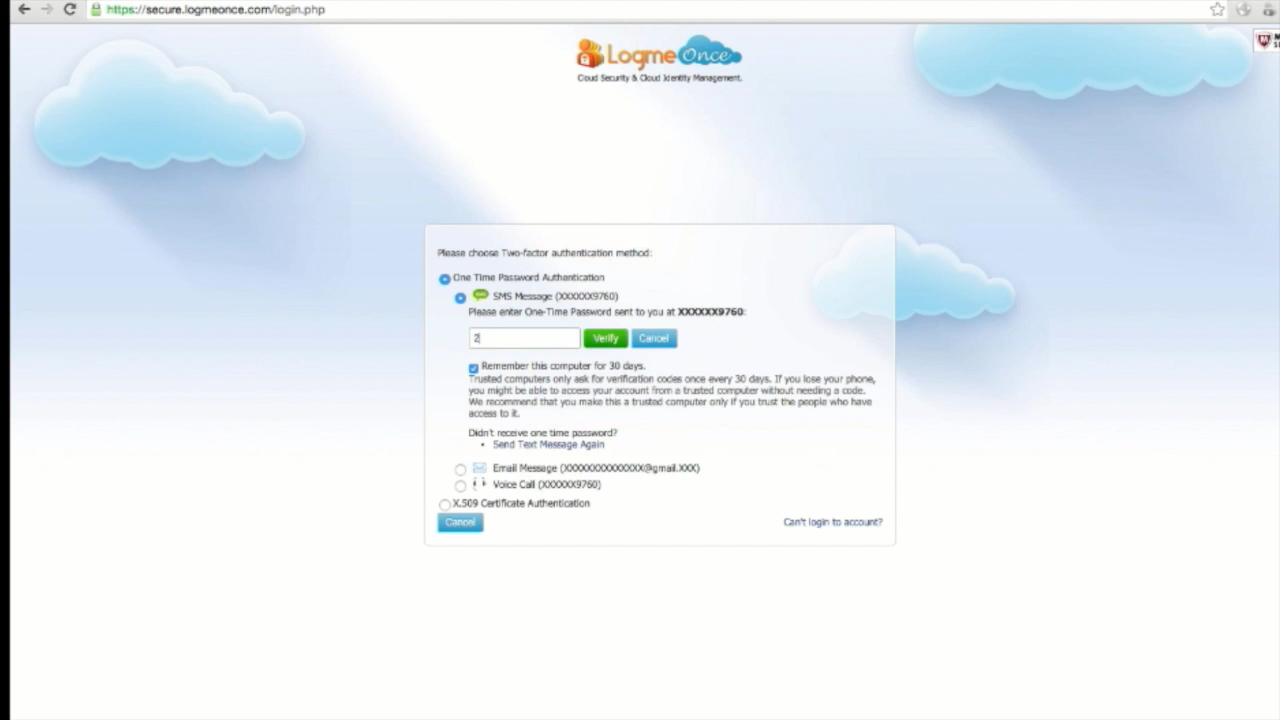 https://secure.logmeonce.com/login.php
Logme Once
Cloud Security & Cloud Identity Management.
Please choose Two-factor authentication method:
One Time Password Authentication
SMS Message (XXXXXX9760)
Please enter One-Time Password sent to you at XXXXXX9760:
2
Verify
Cancel
Remember this computer for 30 days.
Trusted computers only ask for verification codes once every 30 days. If you lose your phone,
you might be able to access your account from a trusted computer without needing a code.
We recommend that you make this a trusted computer only if you trust the people who have
access to it.
Didn't receive one time password?
• Send Text Message Again
Email Message (XXXXXXXXXXXXXX@gmail.XXX)
Voice Call (XXXXXX9760)
X.509 Certificate Authentication
Cancel
Can't login to account?